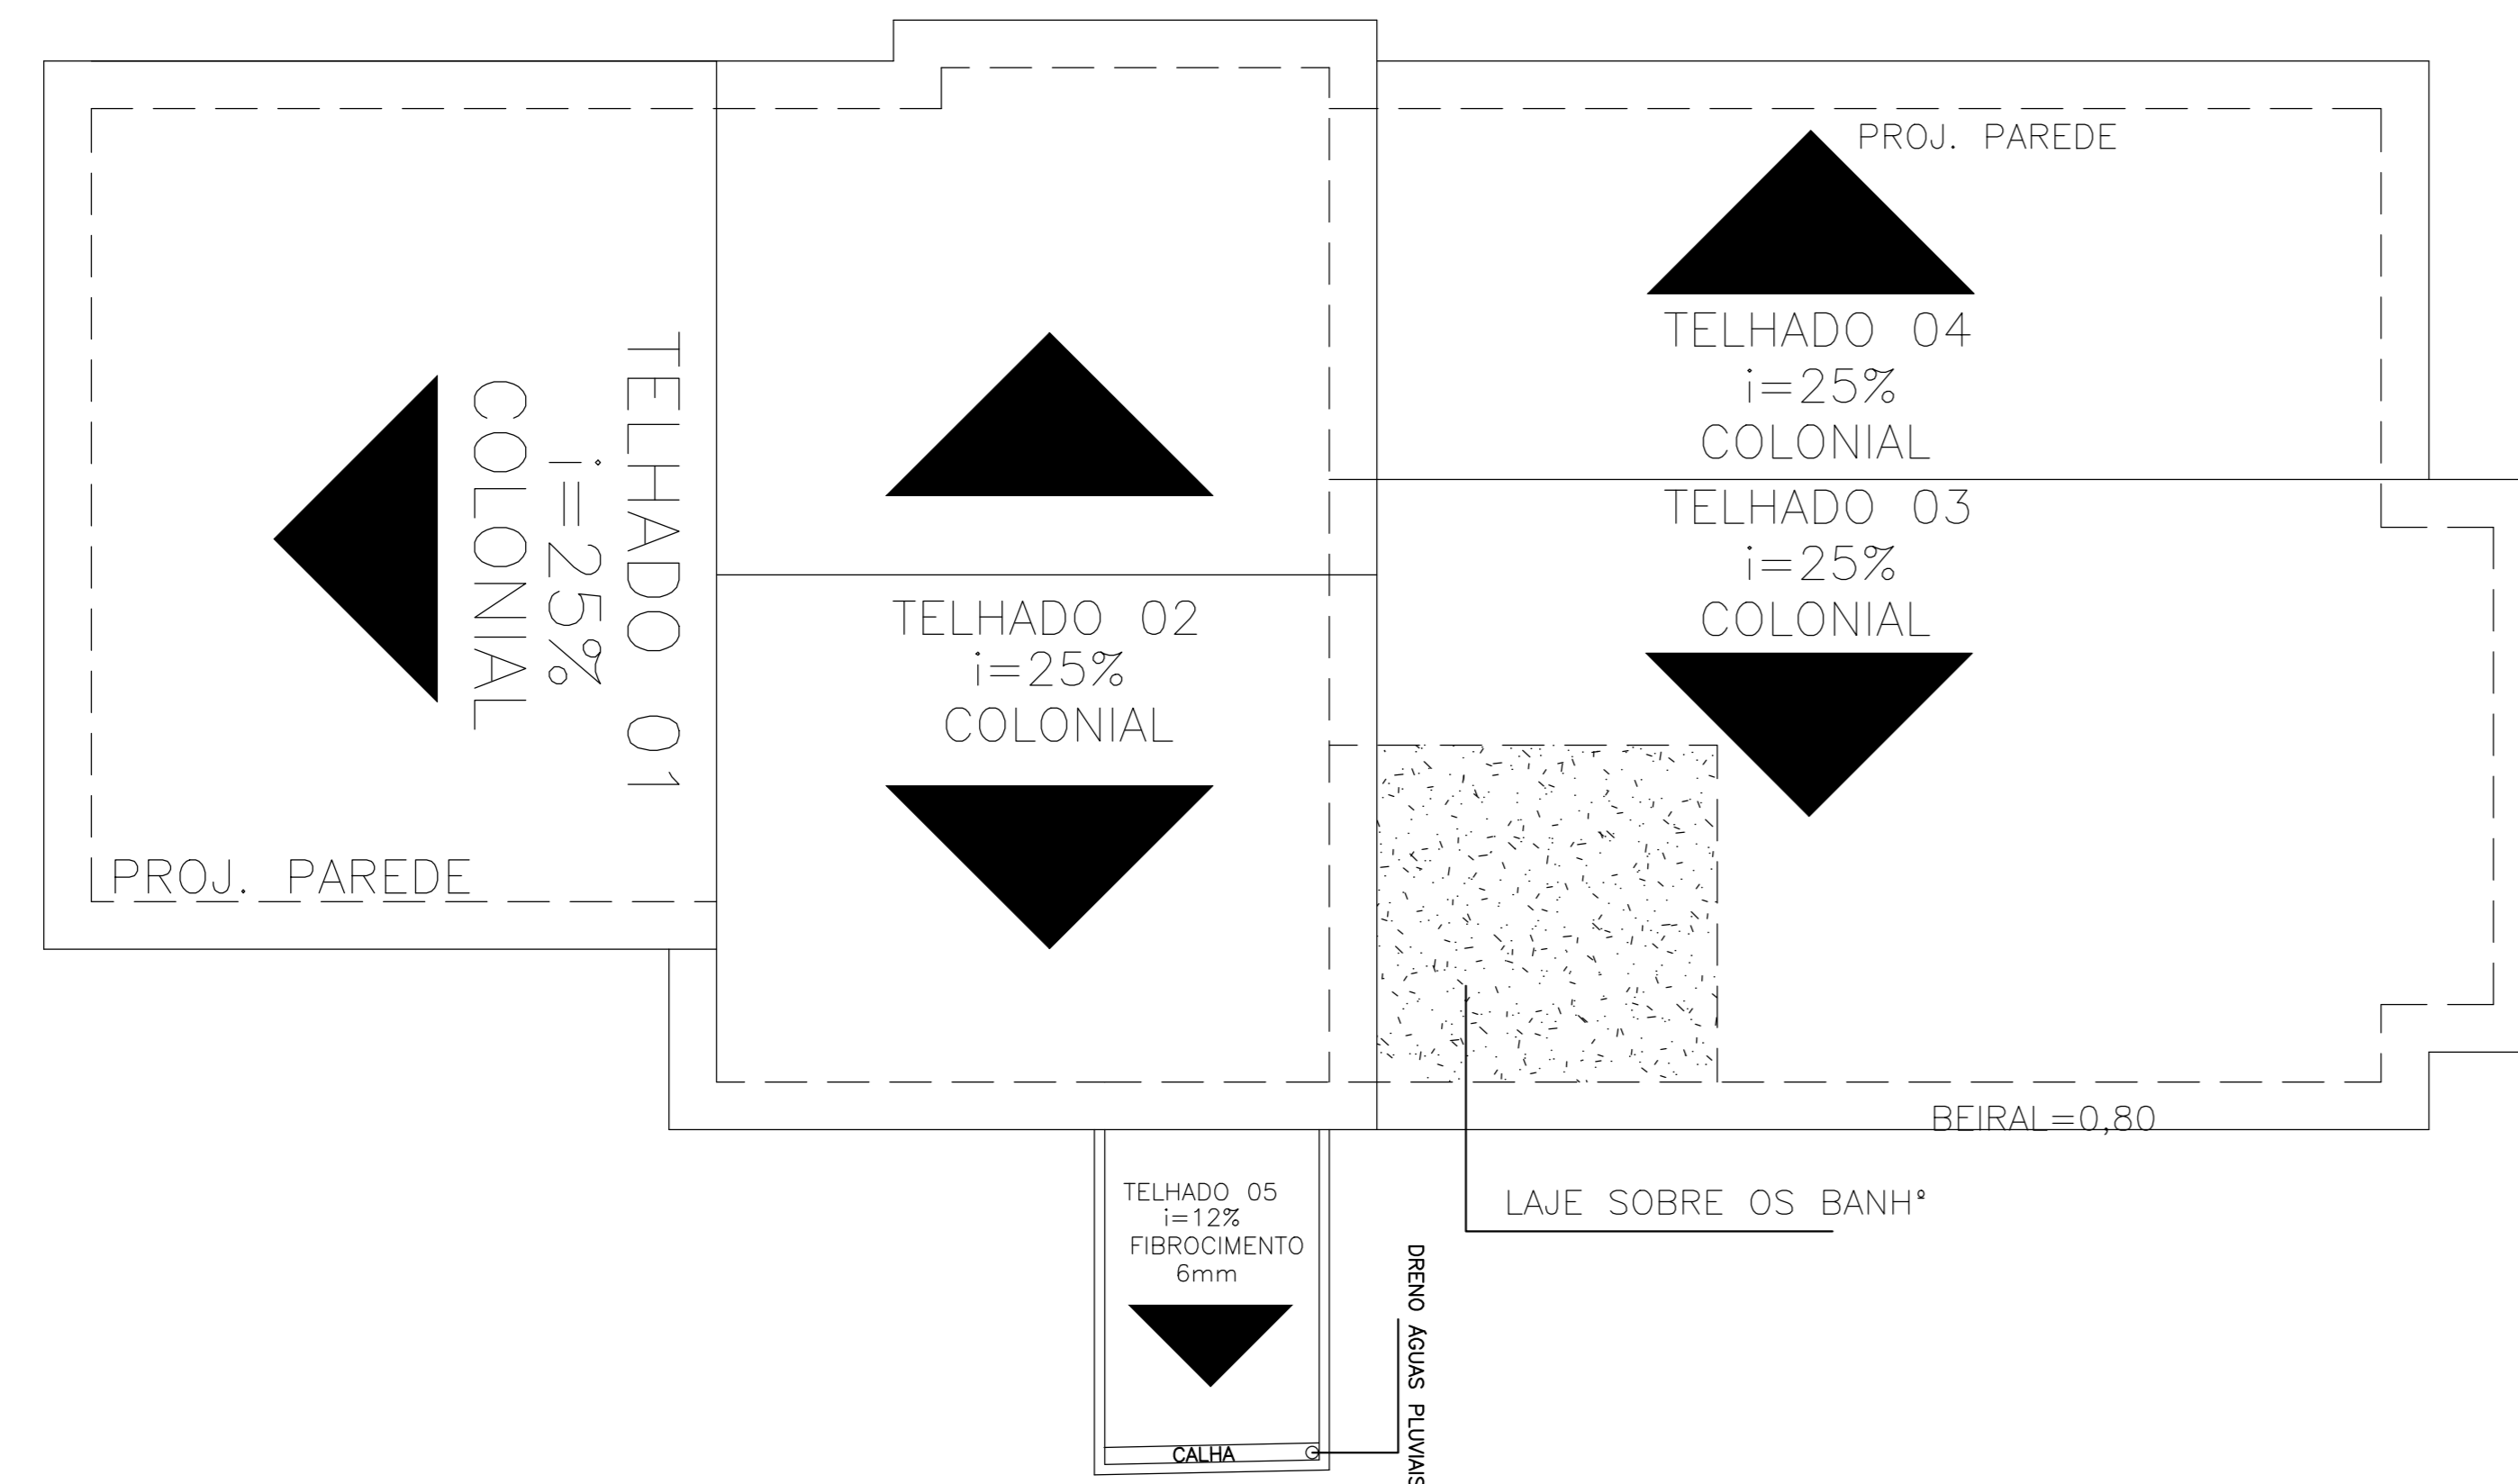 PROJ. PAREDE
TELHADO 04
i=25%
COLONIAL
TELHADO 03
i=25%
COLONIAL
TELHADO 01
i=25%
COLONIAL
TELHADO 02
i=25%
COLONIAL
PROJ. PAREDE
BEIRAL=0,80
LAJE SOBRE OS BANHº
TELHADO 05
i=12%
FIBROCIMENTO
6mm
DRENO ÁGUAS PLUVIAIS
CALHA